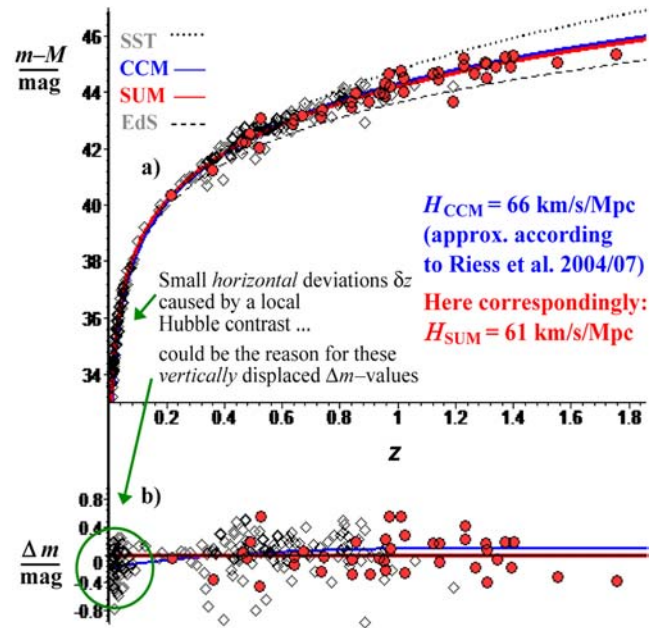 m–M
mag
46
44
42
40
38
36
34
SST
CCM
SUM
EdS
a)
H_CCM = 66 km/s/Mpc
(approx. according
to Riess et al. 2004/07)
Here correspondingly:
H_SUM = 61 km/s/Mpc
Small horizontal deviations δz
caused by a local
Hubble contrast ...
could be the reason for these
vertically displaced Δm–values
0.2 0.4 0.6 0.8 1 1.2 1.4 1.6 1.8
z
b)
Δ m
mag
0.8
0.4
0
0.4
-0.8